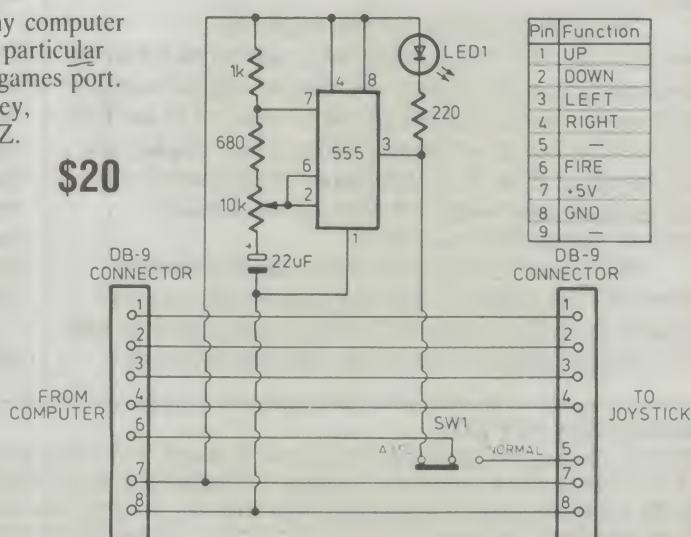 ny computer
particular
games port.
ey,
Z.
$20
1k
680
10k
22uF
4
8
7
555
3
6
2
1
LED1
220
Pin Function
1 UP
2 DOWN
3 LEFT
4 RIGHT
5 —
6 FIRE
7 +5V
8 GND
9 —
DB-9
CONNECTOR
DB-9
CONNECTOR
1
2
3
4
6
7
8
FROM
COMPUTER
SW1
NORMAL
1
2
3
4
5
7
8
TO
JOYSTICK